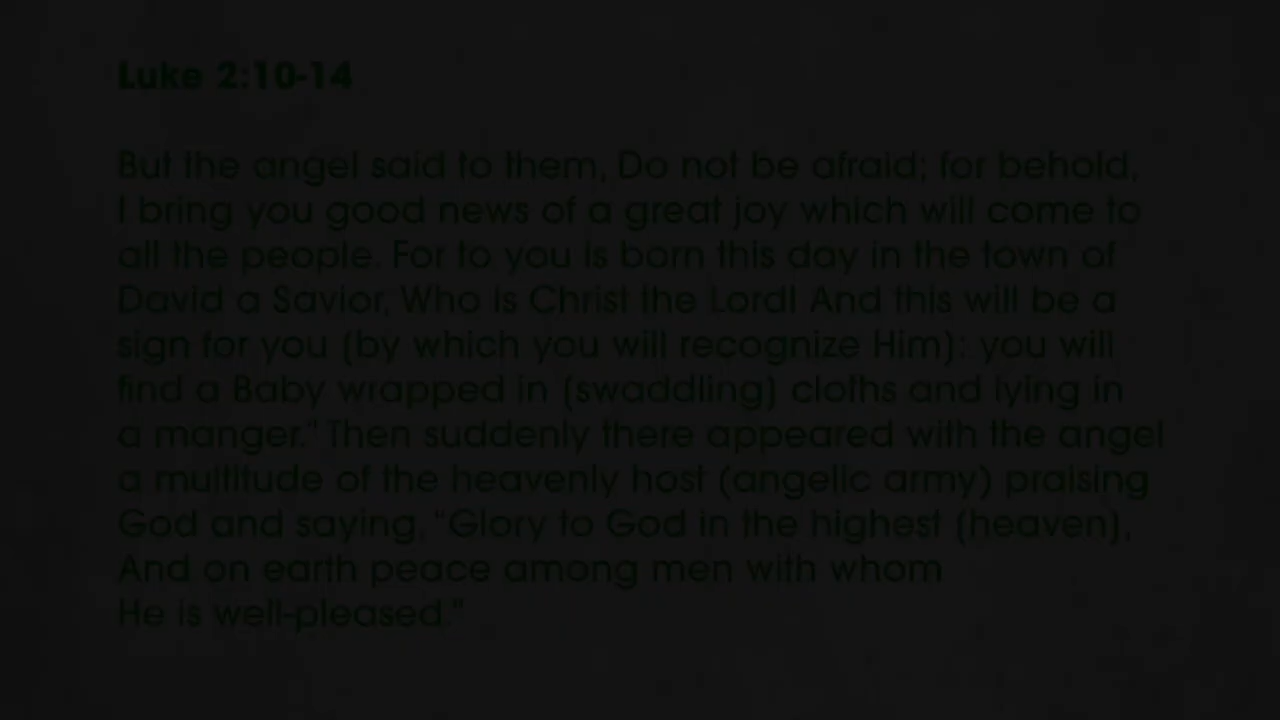 Luke 2:10-14
But the angel said to them, Do not be afraid; for behold,
I bring you good news of a great joy which will come to
all the people. For to you is born this day in the town of
David a Savior, Who is Christ the Lord! And this will be a
sign for you (by which you will recognize Him): you will
find a Baby wrapped in (swaddling) cloths and lying in
a manger.” Then suddenly there appeared with the angel
a multitude of the heavenly host (angelic army) praising
God and saying, “Glory to God in the highest (heaven),
And on earth peace among men with whom
He is well-pleased."